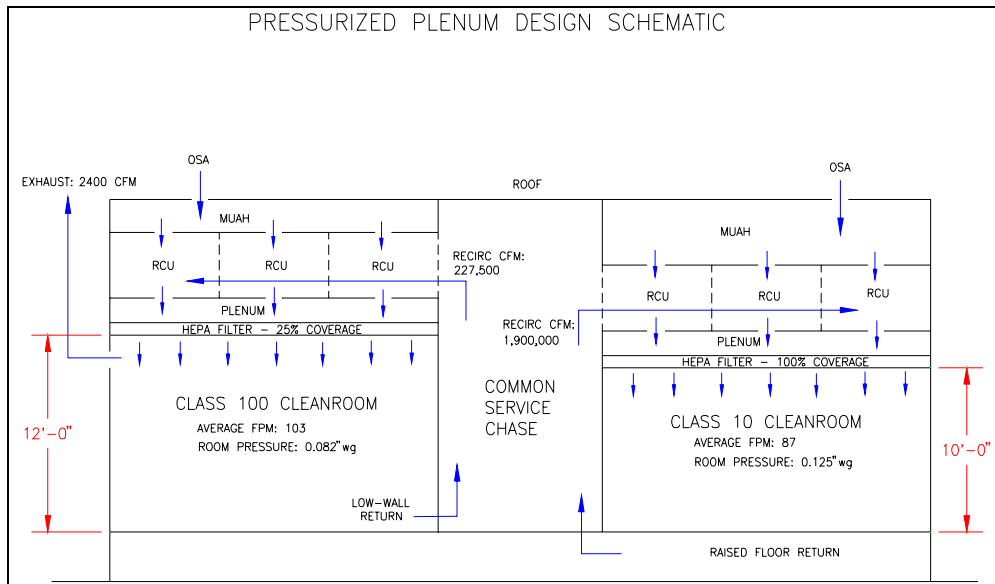 PRESSURIZED PLENUM DESIGN SCHEMATIC
OSA
EXHAUST: 2400 CFM
ROOF
OSA
MUAH
MUAH
RCU
RCU
RCU
RECIRC CFM:
227,500
RCU
RCU
RCU
PLENUM
HEPA FILTER - 25% COVERAGE
RECIRC CFM:
1,900,000
PLENUM
HEPA FILTER - 100% COVERAGE
CLASS 100 CLEANROOM
AVERAGE FPM: 103
ROOM PRESSURE: 0.082"wg
12'-0"
COMMON
SERVICE
CHASE
CLASS 10 CLEANROOM
AVERAGE FPM: 87
ROOM PRESSURE: 0.125"wg
10'-0"
LOW-WALL
RETURN
RAISED FLOOR RETURN